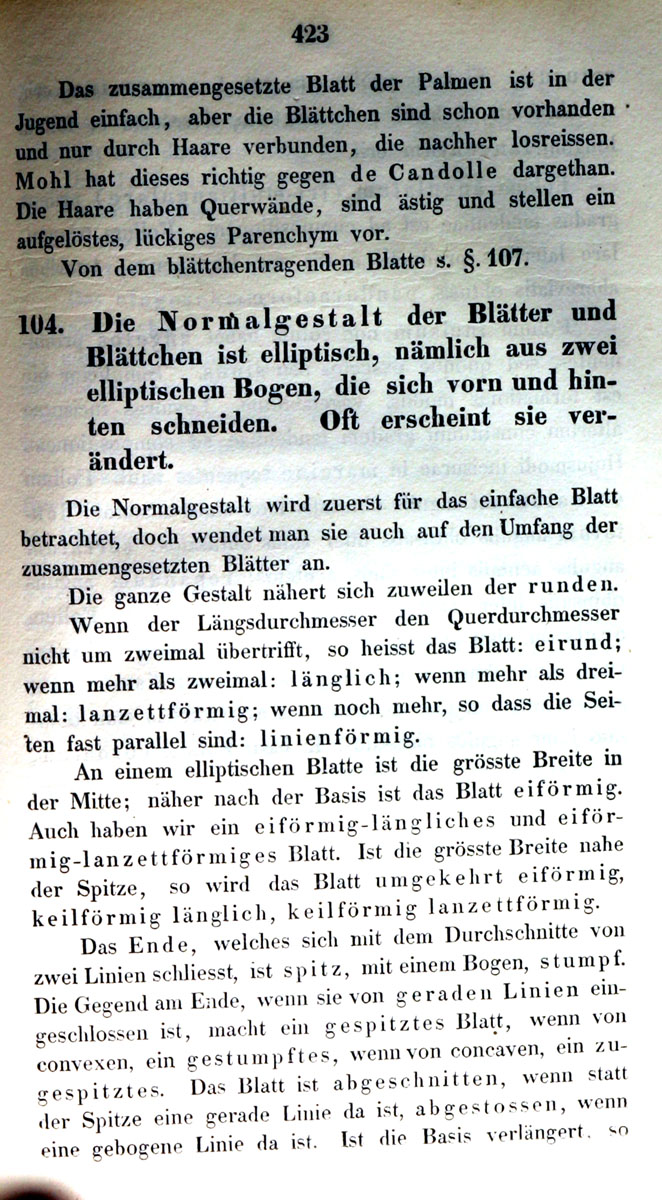 423
Das zusammengesetzte Blatt der Palmen ist in der
Jugend einfach, aber die Blättchen sind schon vorhanden
und nur durch Haare verbunden, die nachher losreissen.
Mohl hat dieses richtig gegen de Candolle dargethan.
Die Haare haben Querwände, sind ästig und stellen ein
aufgelöstes, lückiges Parenchym vor.
Von dem blättchentragenden Blatte s. §. 107.
104. Die Normalgestalt der Blätter und
Blättchen ist elliptisch, nämlich aus zwei
elliptischen Bogen, die sich vorn und hin-
ten schneiden. Oft erscheint sie ver-
ändert.
Die Normalgestalt wird zuerst für das einfache Blatt
betrachtet, doch wendet man sie auch auf den Umfang der
zusammengesetzten Blätter an.
Die ganze Gestalt nähert sich zuweilen der runden.
Wenn der Längsdurchmesser den Querdurchmesser
nicht um zweimal übertrifft, so heisst das Blatt: eirund;
wenn mehr als zweimal: länglich; wenn mehr als drei-
mal: lanzettförmig; wenn noch mehr, so dass die Sei-
ten fast parallel sind: linienförmig.
An einem elliptischen Blatte ist die grösste Breite in
der Mitte; näher nach der Basis ist das Blatt eiförmig.
Auch haben wir ein eiförmig-längliches und eiför-
mig-lanzettförmiges Blatt. Ist die grösste Breite nahe
der Spitze, so wird das Blatt umgekehrt eiförmig,
keilförmig länglich, keilförmig lanzettförmig.
Das Ende, welches sich mit dem Durchschnitte von
zwei Linien schliesst, ist spitz, mit einem Bogen, stumpf.
Die Gegend am Ende, wenn sie von geraden Linien ein-
geschlossen ist, macht ein gespitztes Blatt, wenn von
convexen, ein gestumpftes, wenn von concaven, ein zu-
gespitztes. Das Blatt ist abgeschnitten, wenn statt
der Spitze eine gerade Linie da ist, abgestossen, wenn
eine gebogene Linie da ist. Ist die Basis verlängert, so